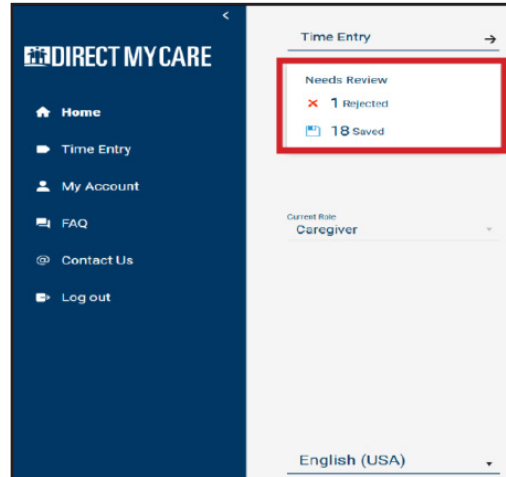 DIRECT MY CARE
Home
Time Entry
My Account
FAQ
Contact Us
Log out
Time Entry
Needs Review
1 Rejected
18 Saved
Current Role
Caregiver
English (USA)